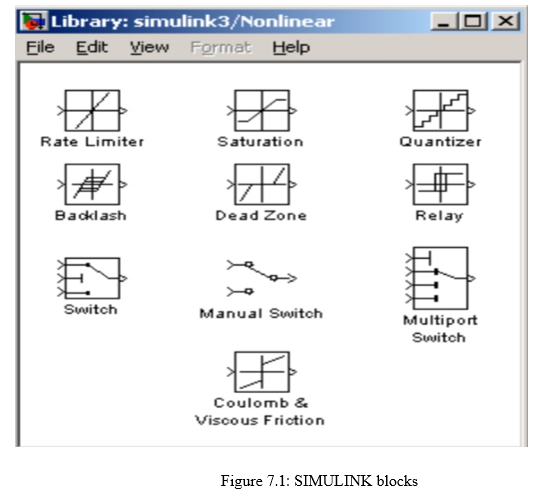 Library: simulink3/Nonlinear
File Edit View Format Help
Rate Limiter Saturation Quantizer
Backlash Dead Zone Relay
Switch Manual Switch Multiport
Switch
Coulomb &
Viscous Friction
Figure 7.1: SIMULINK blocks